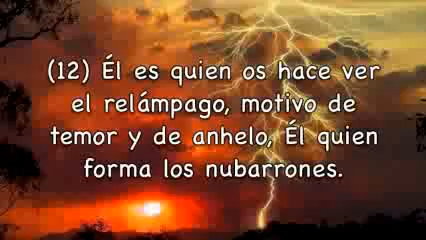 (12) Él es quien os hace ver
el relámpago, motivo de
temor y de anhelo, Él quien
forma los nubarrones.